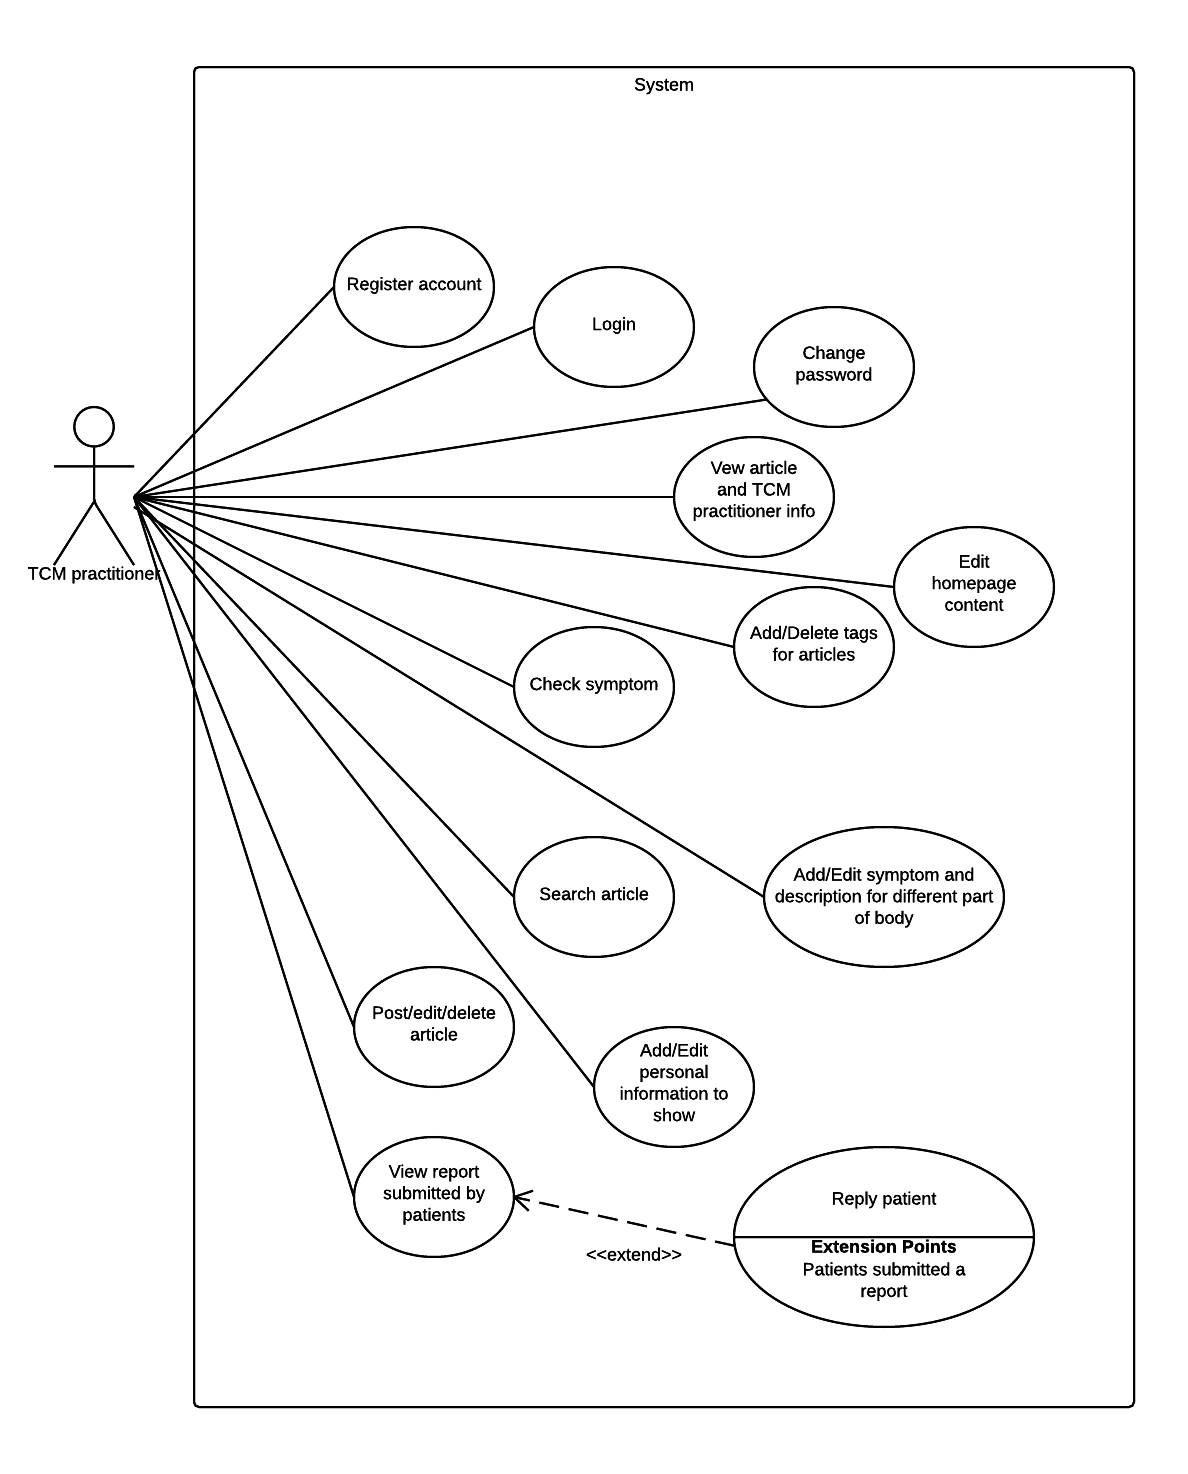 System
Register account
Login
Change
password
Vew article
and TCM
practitioner info
Edit
homepage
content
TCM practitioner
Add/Delete tags
for articles
Check symptom
Search article
Add/Edit symptom and
description for different part
of body
Post/edit/delete
article
Add/Edit
personal
information to
show
View report
submitted by
patients
<<extend>>
Reply patient
Extension Points
Patients submitted a
report